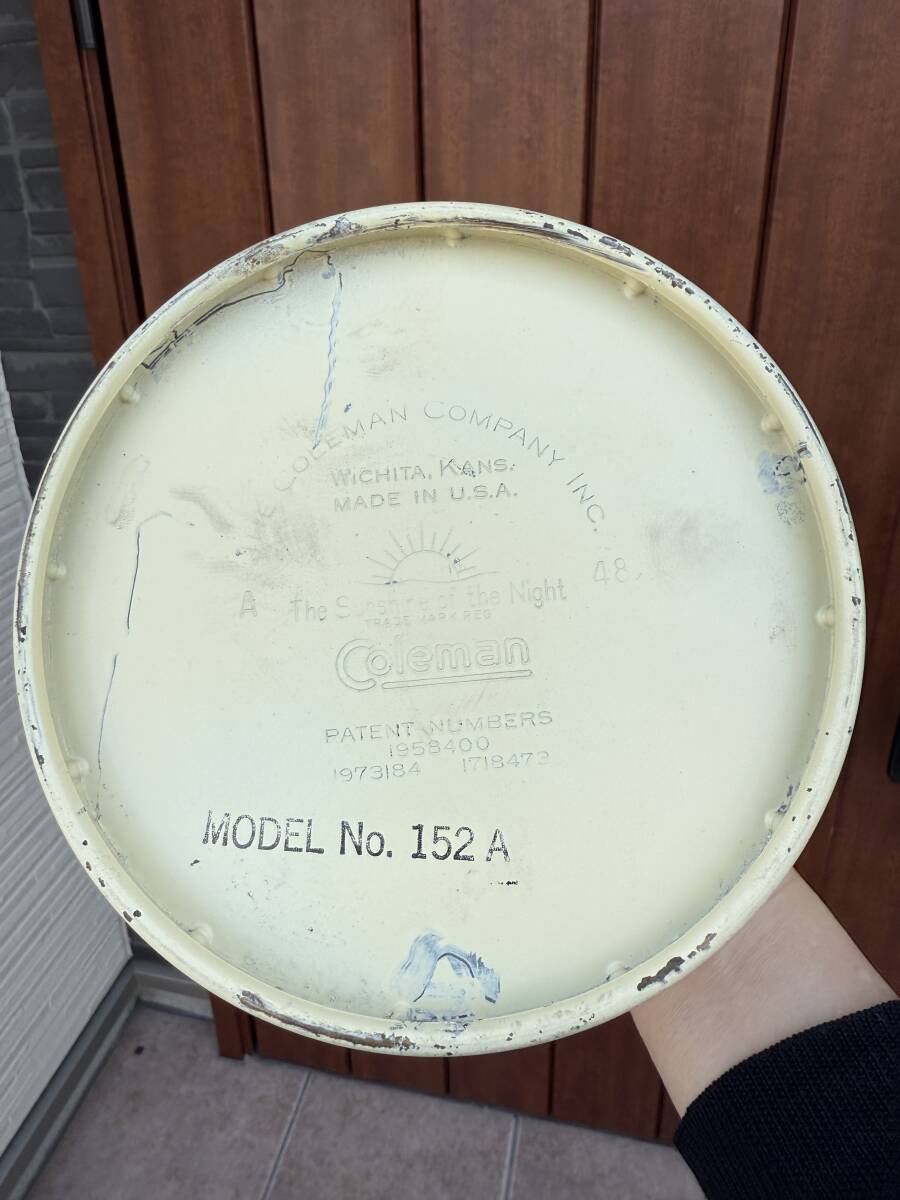 COLEMAN COMPANY INC.
WICHITA, KANS.
MADE IN U.S.A.
A The Sunshine of the Night 48
TRADE MARK REG
Coleman
PATENT NUMBERS
1958400
1973184 1718473
MODEL No. 152 A